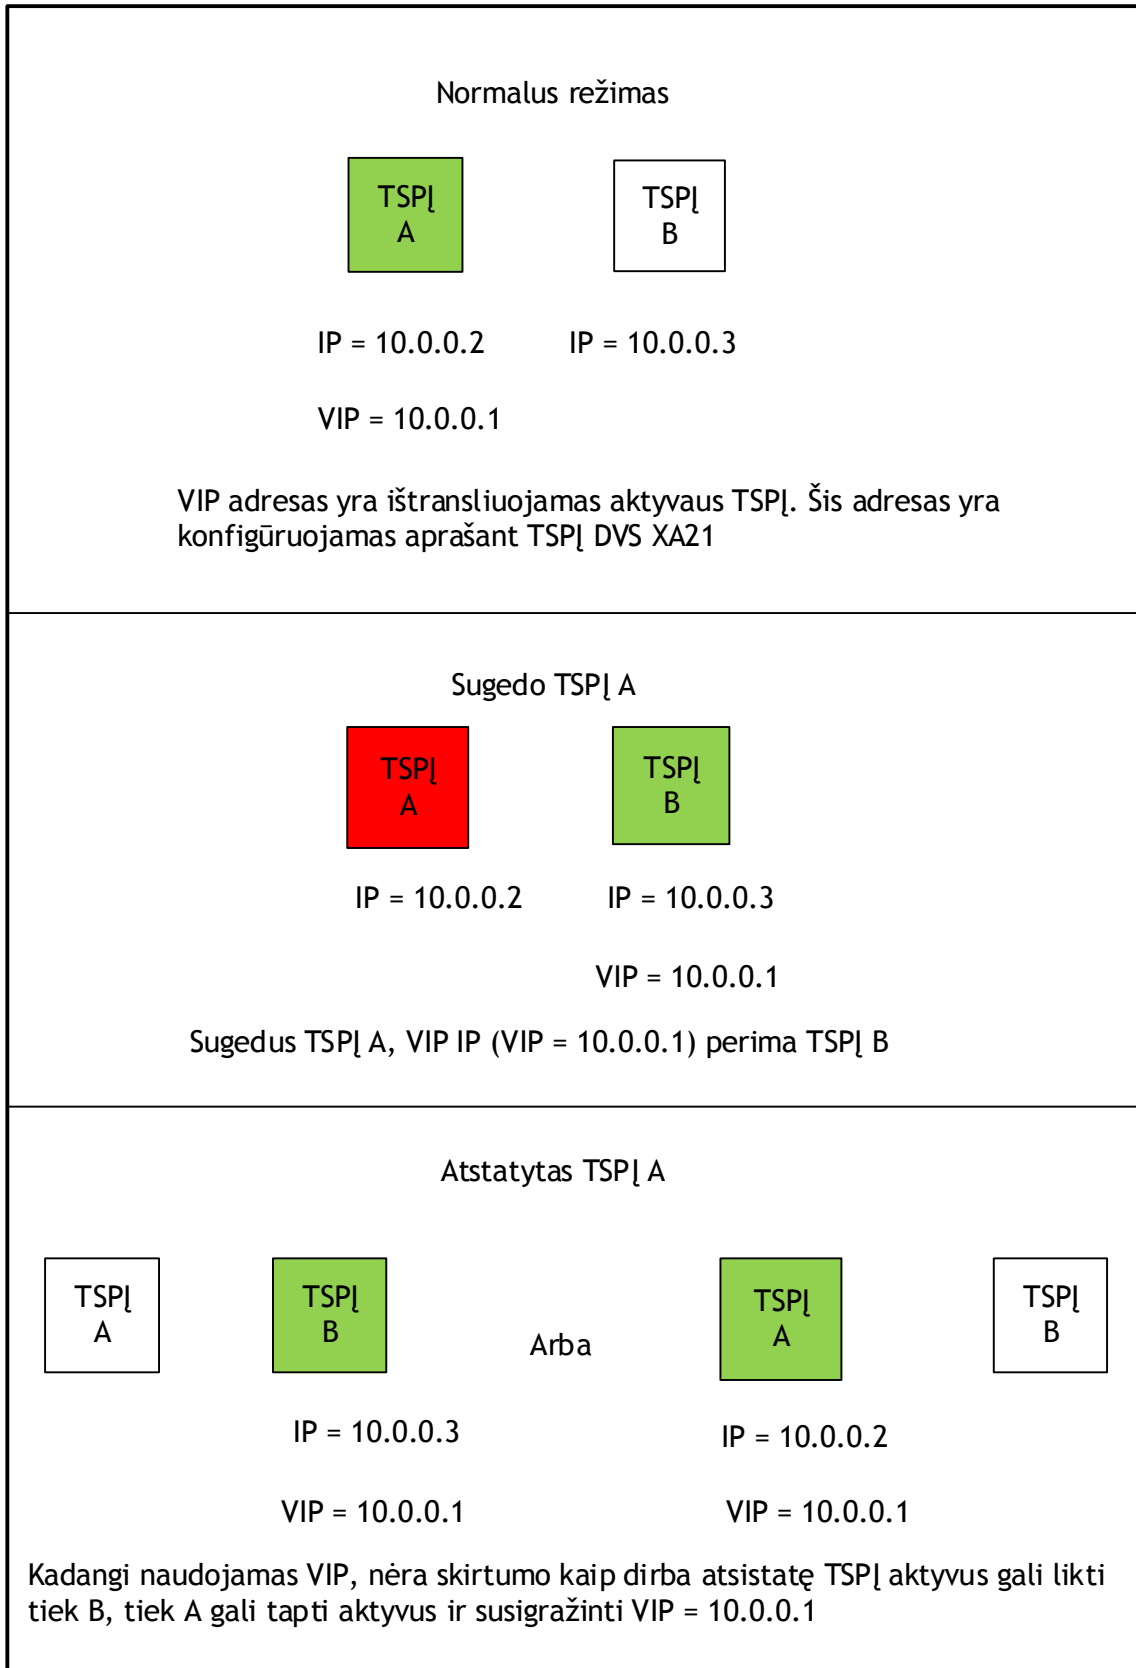 Normalus režimas
TSPĮ
A
TSPĮ
B
IP = 10.0.0.2
IP = 10.0.0.3
VIP = 10.0.0.1
VIP adresas yra ištransliuojamas aktyvaus TSPĮ. Šis adresas yra
konfigūruojamas aprašant TSPĮ DVS XA21
Sugedo TSPĮ A
TSPĮ
A
TSPĮ
B
IP = 10.0.0.2
IP = 10.0.0.3
VIP = 10.0.0.1
Sugedus TSPĮ A, VIP IP (VIP = 10.0.0.1) perima TSPĮ B
Atstatytas TSPĮ A
TSPĮ
A
TSPĮ
B
Arba
TSPĮ
A
TSPĮ
B
IP = 10.0.0.3
IP = 10.0.0.2
VIP = 10.0.0.1
VIP = 10.0.0.1
Kadangi naudojamas VIP, nėra skirtumo kaip dirba atsistatę TSPĮ aktyvus gali likti
tiek B, tiek A gali tapti aktyvus ir susigražinti VIP = 10.0.0.1